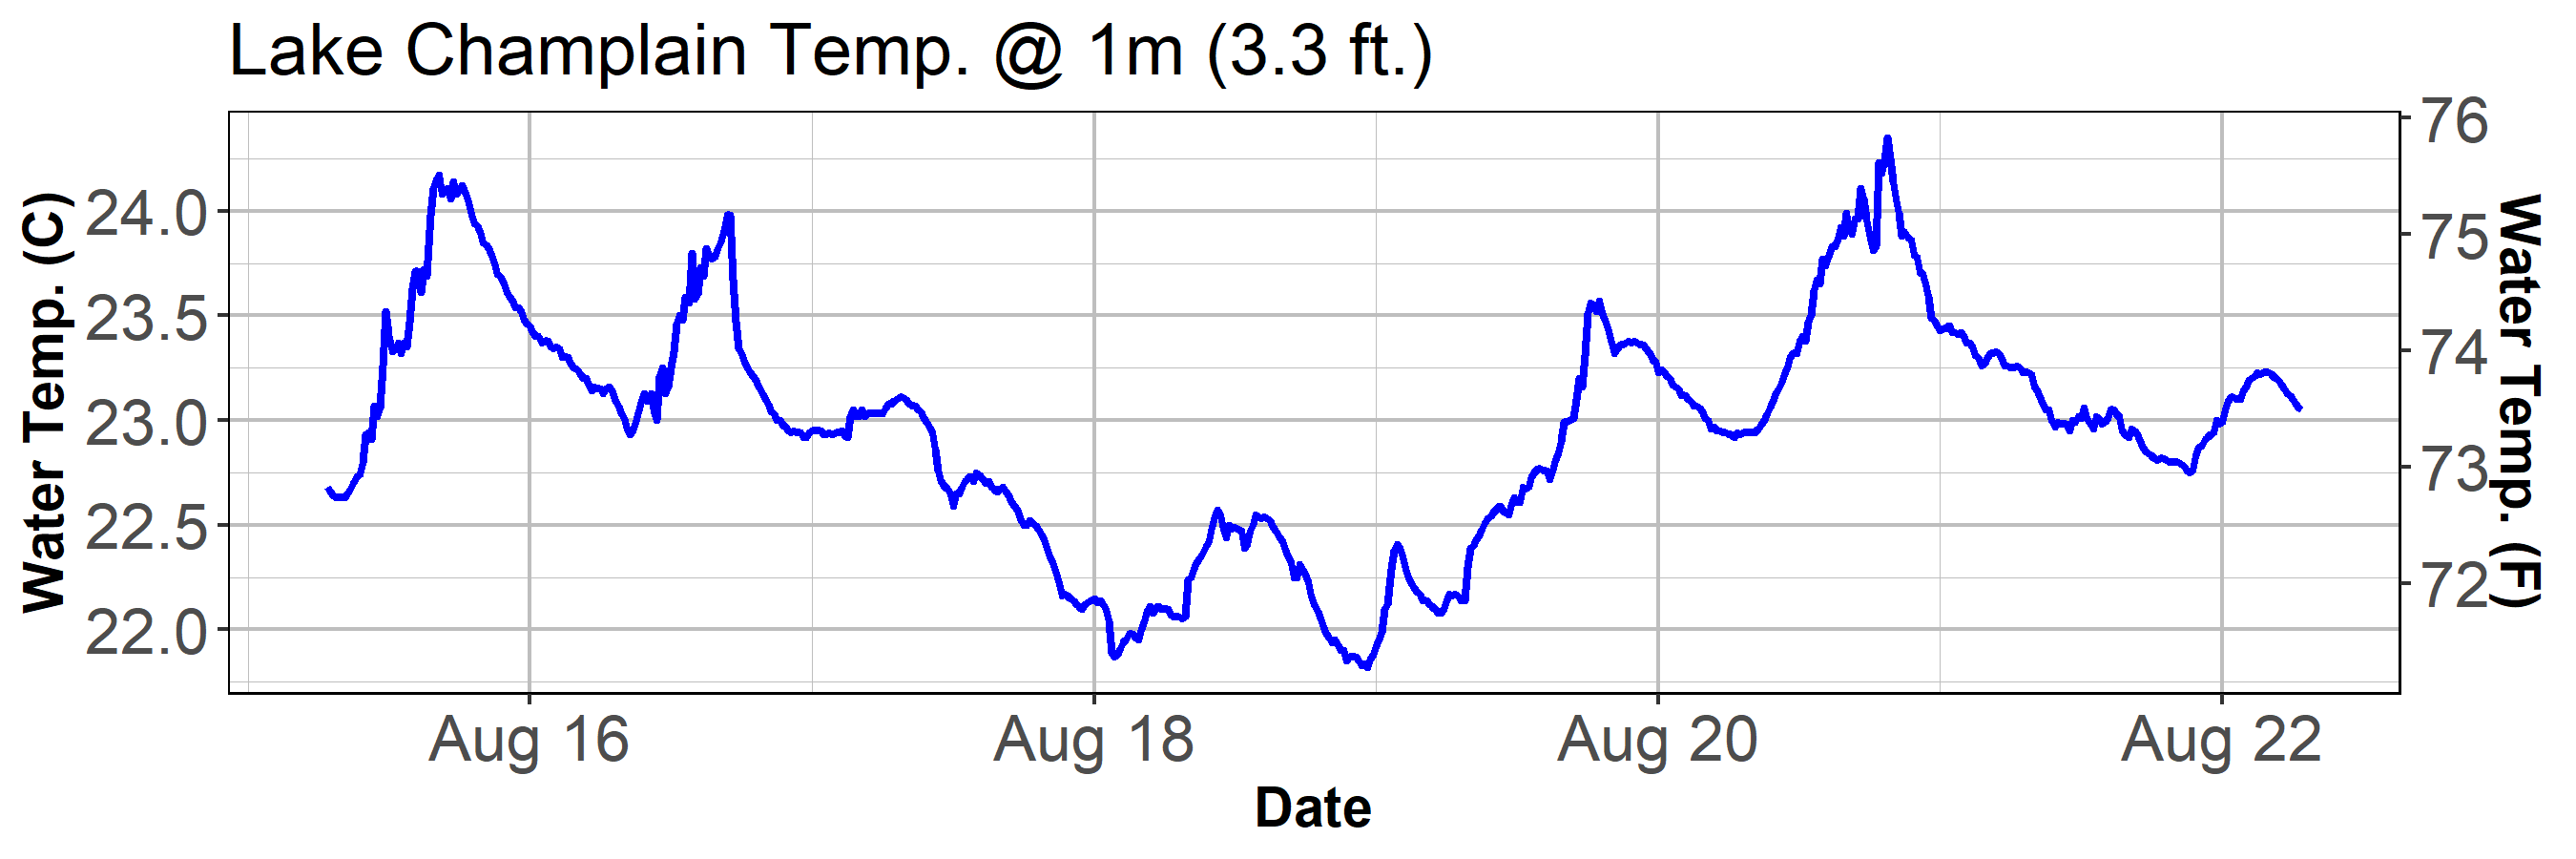 Lake Champlain Temp. @ 1m (3.3 ft.)
Water Temp. (C)
24.0
23.5
23.0
22.5
22.0
76
75
74
73
72
Water Temp. (F)
Aug 16 Aug 18 Aug 20 Aug 22
Date